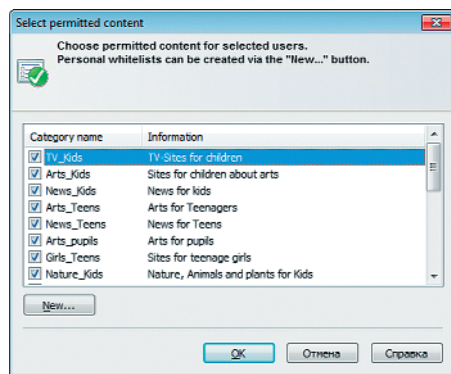 Select permitted content
Choose permitted content for selected users.
Personal whitelists can be created via the "New..." button.
Category name Information
TV_Kids TV-Sites for children
Arts_Kids Sites for children about arts
News_Kids News for kids
Arts_Teens Arts for Teenagers
News_Teens News for Teens
Arts_pupils Arts for pupils
Girls_Teens Sites for teenage girls
Nature_Kids Nature, Animals and plants for Kids
New...
OK Отмена Справка